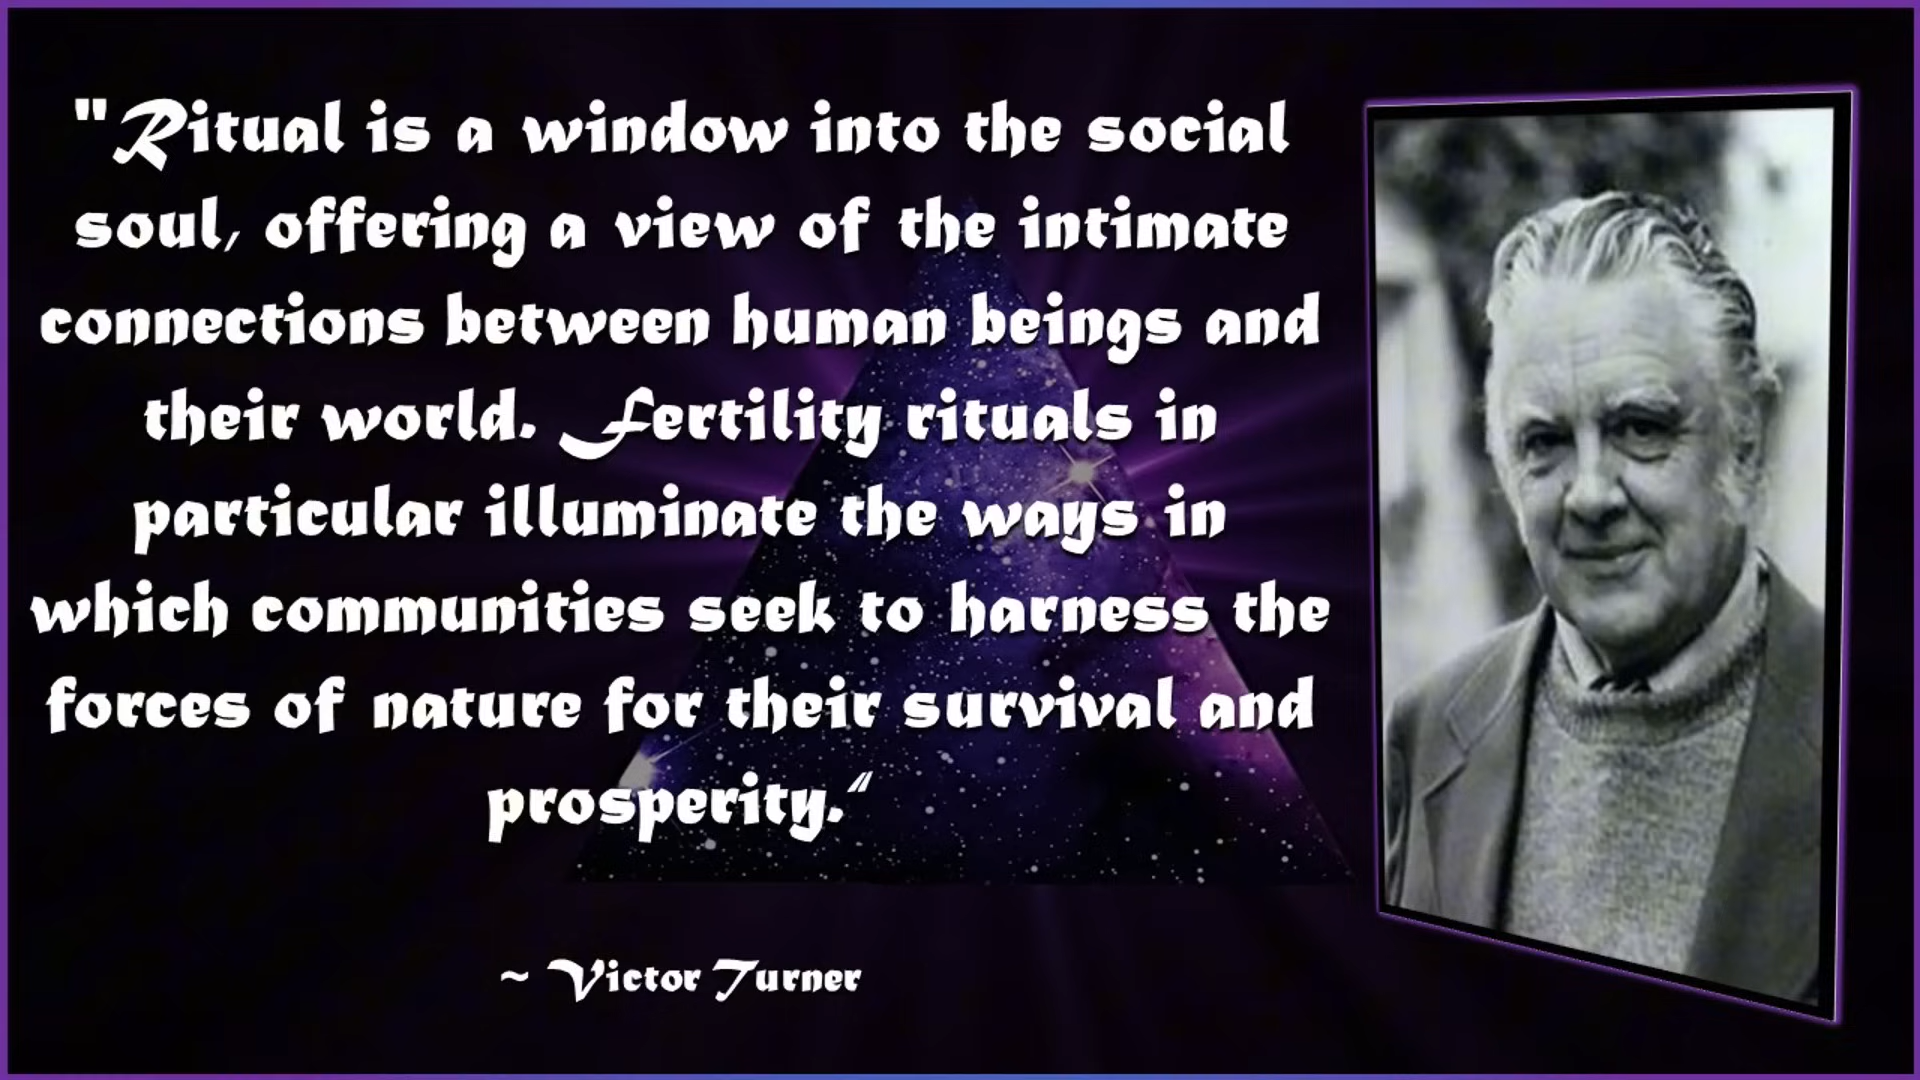 "Ritual is a window into the social
soul, offering a view of the intimate
connections between human beings and
their world. Fertility rituals in
particular illuminate the ways in
which communities seek to harness the
forces of nature for their survival and
prosperity.“
~ Victor Turner